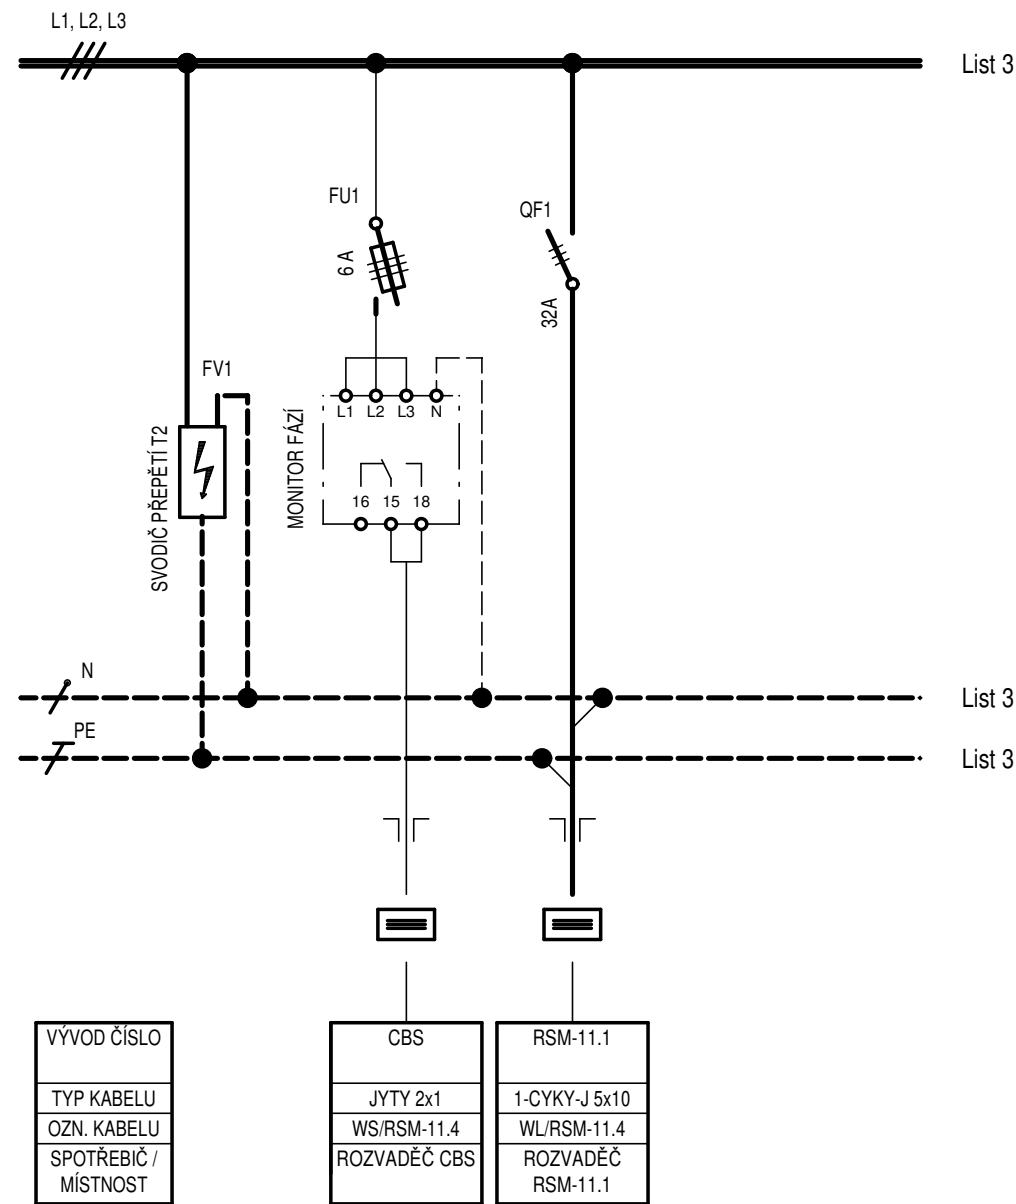 L1, L2, L3
List 3
FU1
6 A
QF1
32A
FV1
SVODIČ PŘEPĚTÍ T2
MONITOR FÁZÍ
L1 L2 L3 N
16 15 18
N
List 3
PE
List 3
VÝVOD ČÍSLO
CBS
RSM-11.1
TYP KABELU
JYTY 2x1
1-CYKY-J 5x10
OZN. KABELU
WS/RSM-11.4
WL/RSM-11.4
SPOTŘEBIČ /
MÍSTNOST
ROZVADĚČ CBS
ROZVADĚČ
RSM-11.1